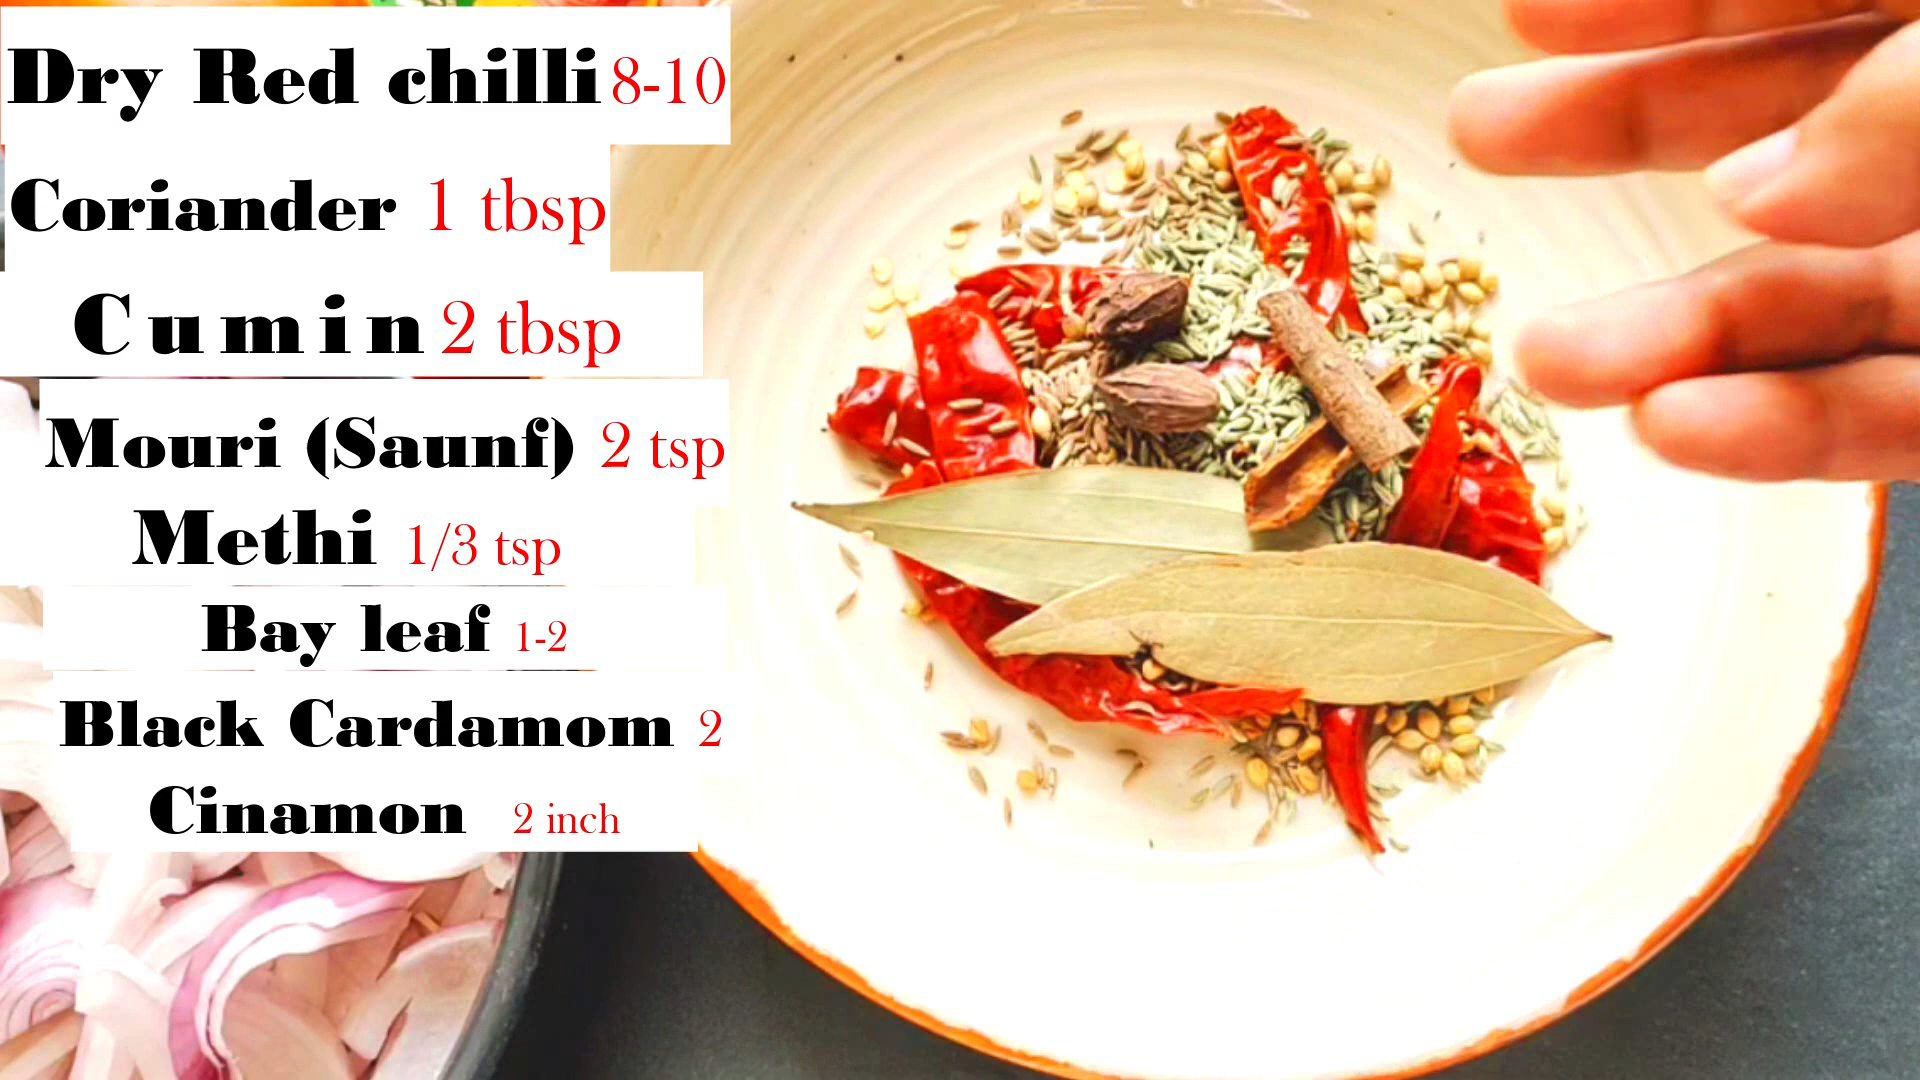 Dry Red chilli 8-10
Coriander 1 tbsp
Cumin 2 tbsp
Mouri (Saunf) 2 tsp
Methi 1/3 tsp
Bay leaf 1-2
Black Cardamom 2
Cinamon 2 inch